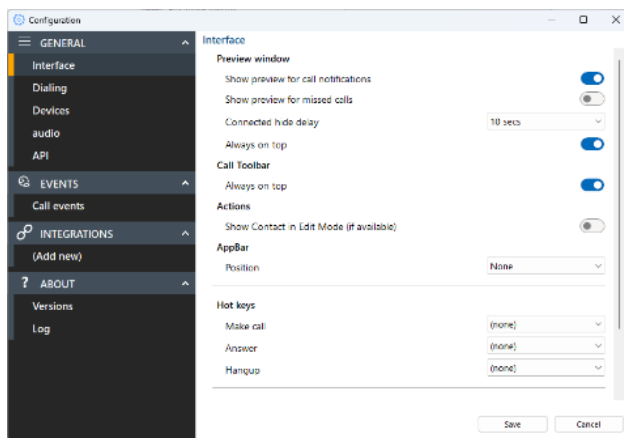 Configuration
GENERAL
Interface
Dialing
Devices
audio
API
EVENTS
Call events
INTEGRATIONS
(Add new)
? ABOUT
Versions
Log
Interface
Preview window
Show preview for call notifications
Show preview for missed calls
Connected hide delay 10 secs
Always on top
Call Toolbar
Always on top
Actions
Show Contact in Edit Mode (if available)
AppBar
Position None
Hot keys
Make call (none)
Answer (none)
Hangup (none)
Save Cancel